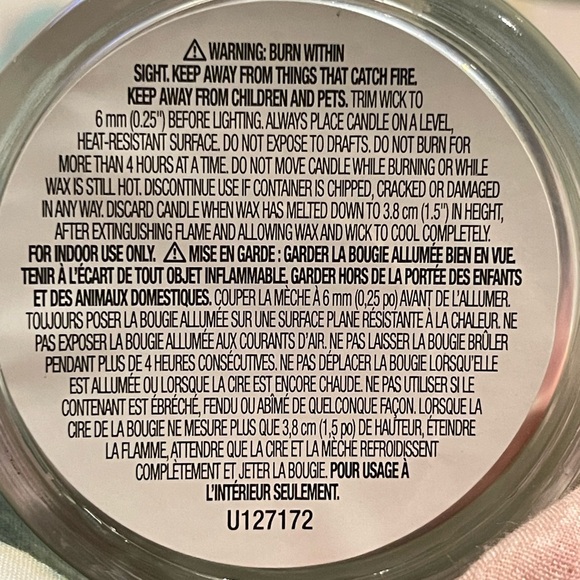 ⚠ WARNING: BURN WITHIN
SIGHT. KEEP AWAY FROM THINGS THAT CATCH FIRE.
KEEP AWAY FROM CHILDREN AND PETS. TRIM WICK TO
6 mm (0.25") BEFORE LIGHTING. ALWAYS PLACE CANDLE ON A LEVEL,
HEAT-RESISTANT SURFACE. DO NOT EXPOSE TO DRAFTS. DO NOT BURN FOR
MORE THAN 4 HOURS AT A TIME. DO NOT MOVE CANDLE WHILE BURNING OR WHILE
WAX IS STILL HOT. DISCONTINUE USE IF CONTAINER IS CHIPPED, CRACKED OR DAMAGED
IN ANY WAY. DISCARD CANDLE WHEN WAX HAS MELTED DOWN TO 3.8 cm (1.5") IN HEIGHT,
AFTER EXTINGUISHING FLAME AND ALLOWING WAX AND WICK TO COOL COMPLETELY.
FOR INDOOR USE ONLY. ⚠ MISE EN GARDE : GARDER LA BOUGIE ALLUMÉE BIEN EN VUE.
TENIR À L'ÉCART DE TOUT OBJET INFLAMMABLE. GARDER HORS DE LA PORTÉE DES ENFANTS
ET DES ANIMAUX DOMESTIQUES. COUPER LA MÈCHE À 6 mm (0,25 po) AVANT DE L'ALLUMER.
TOUJOURS POSER LA BOUGIE ALLUMÉE SUR UNE SURFACE PLANE RÉSISTANTE À LA CHALEUR. NE
PAS EXPOSER LA BOUGIE ALLUMÉE AUX COURANTS D'AIR. NE PAS LAISSER LA BOUGIE BRÛLER
PENDANT PLUS DE 4 HEURES CONSÉCUTIVES. NE PAS DÉPLACER LA BOUGIE LORSQU'ELLE
EST ALLUMÉE OU LORSQUE LA CIRE EST ENCORE CHAUDE. NE PAS UTILISER SI LE
CONTENANT EST ÉBRÉCHÉ, FENDU OU ABÎMÉ DE QUELCONQUE FAÇON. LORSQUE LA
CIRE DE LA BOUGIE NE MESURE PLUS QUE 3,8 cm (1,5 po) DE HAUTEUR, ÉTEINDRE
LA FLAMME, ATTENDRE QUE LA CIRE ET LA MÈCHE REFROIDISSENT
COMPLÈTEMENT ET JETER LA BOUGIE. POUR USAGE À
L'INTÉRIEUR SEULEMENT.
U127172